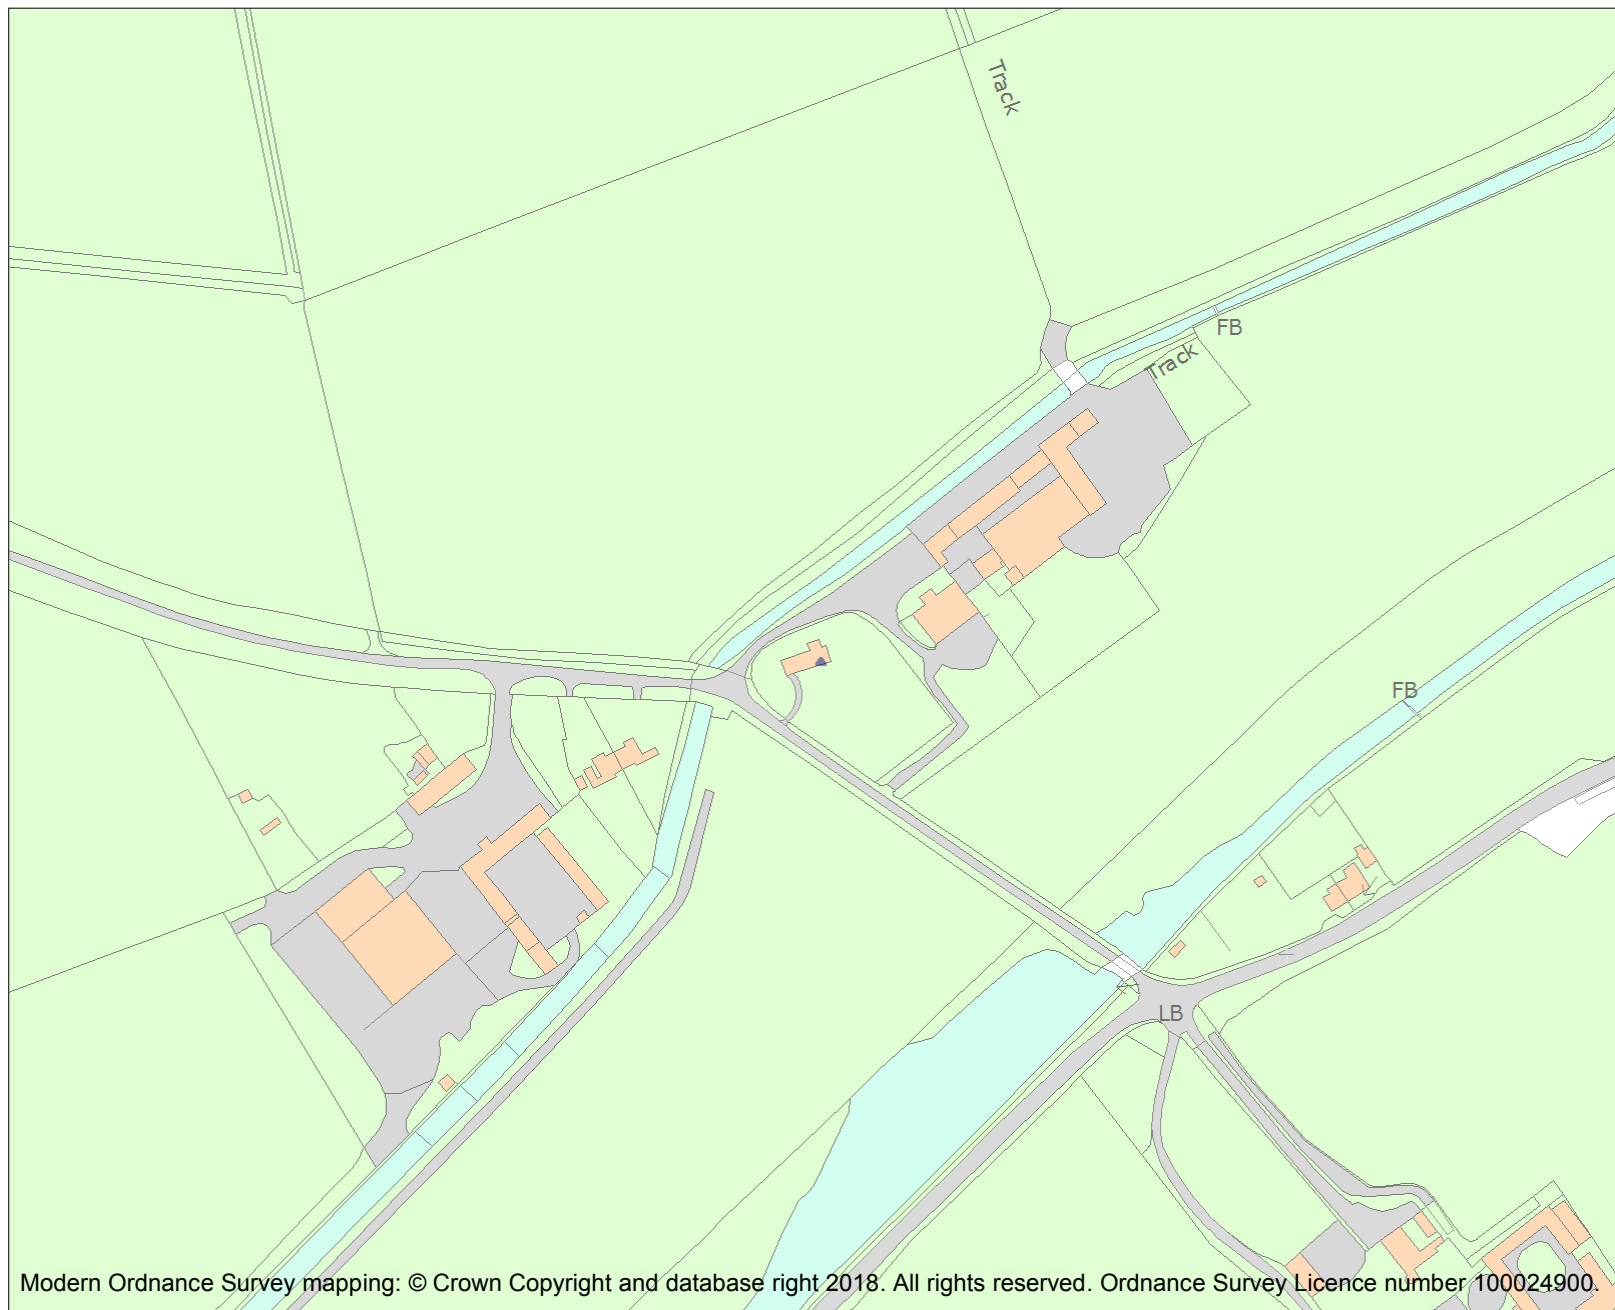 Track
FB
Track
FB
LB
Modern Ordnance Survey mapping: © Crown Copyright and database right 2018. All rights reserved. Ordnance Survey Licence number 100024900.